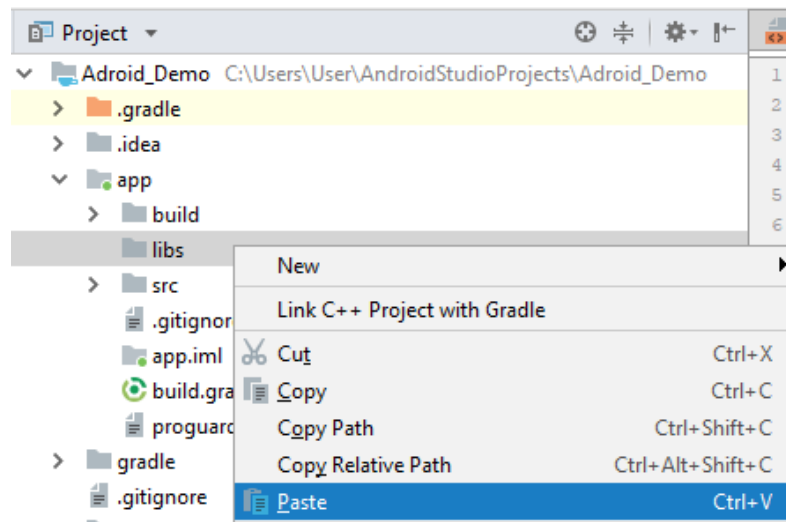 Project
Adroid_Demo C:\Users\User\AndroidStudioProjects\Adroid_Demo
1
.gradle
2
.idea
3
app
4
build
5
libs
6
New
src
Link C++ Project with Gradle
.gitignor
Cut Ctrl+X
app.iml
Copy Ctrl+C
build.gra
Copy Path Ctrl+Shift+C
proguard
Copy Relative Path Ctrl+Alt+Shift+C
gradle
Paste Ctrl+V
.gitignore